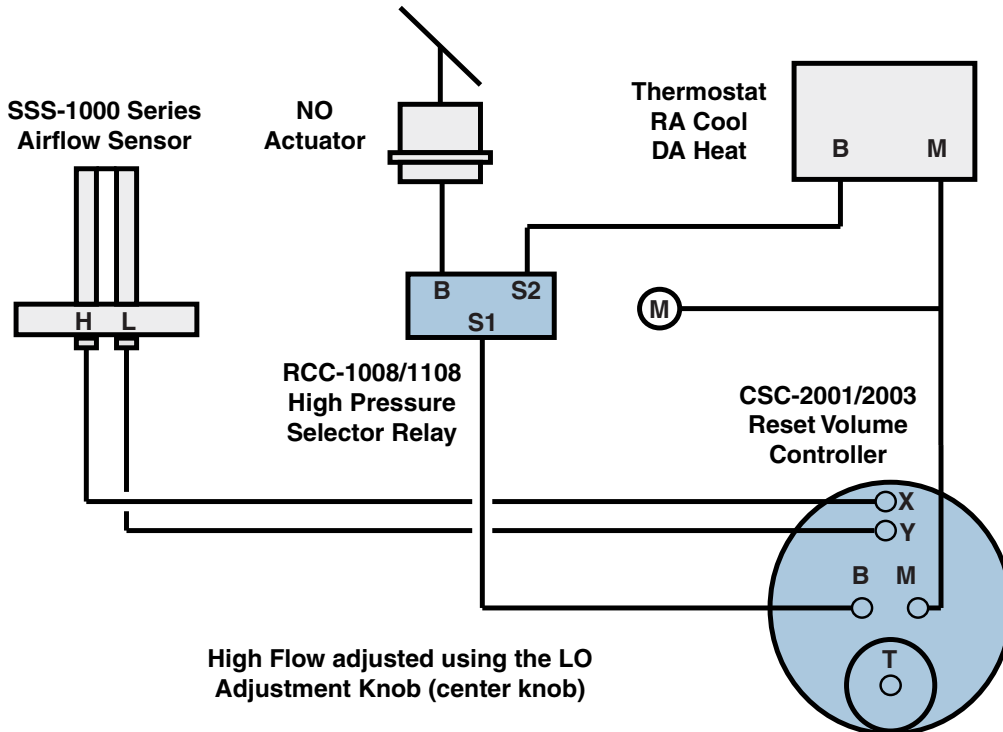 SSS-1000 Series
Airflow Sensor
H L
NO
Actuator
Thermostat
RA Cool
DA Heat
B M
B S2
S1
M
RCC-1008/1108
High Pressure
Selector Relay
CSC-2001/2003
Reset Volume
Controller
X
Y
B M
T
High Flow adjusted using the LO
Adjustment Knob (center knob)